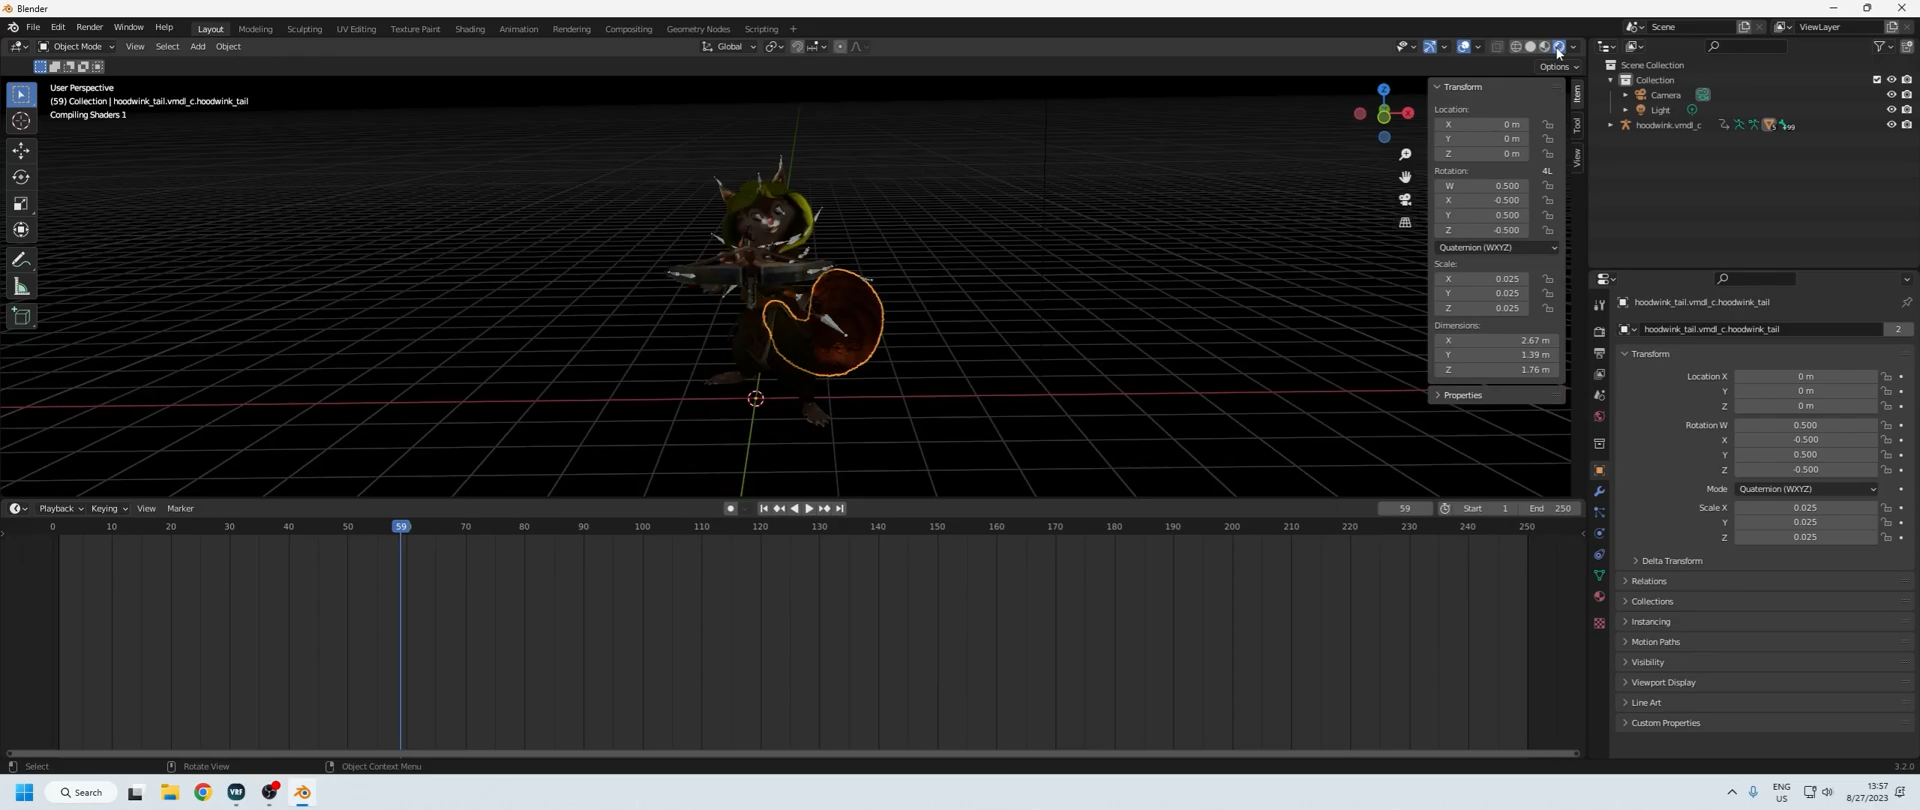 Blender
File Edit Render Window Help Layout Modeling Sculpting UV Editing Texture Paint Shading Animation Rendering Compositing Geometry Nodes Scripting + Scene ViewLayer
Object Mode View Select Add Object Global
Options
User Perspective
(59) Collection | hoodwink_tail.vmdl_c.hoodwink_tail
Compiling Shaders 1
Z
Transform
Location:
X 0 m
Y 0 m
Z 0 m
Rotation: 4L
W 0.500
X -0.500
Y 0.500
Z -0.500
Quaternion (WXYZ)
Scale:
X 0.025
Y 0.025
Z 0.025
Dimensions:
X 2.67 m
Y 1.39 m
Z 1.76 m
Properties
Item
Tool
View
Scene Collection
Collection
Camera
Light
hoodwink.vmdl_c 5 99
hoodwink_tail.vmdl_c.hoodwink_tail
hoodwink_tail.vmdl_c.hoodwink_tail 2
Transform
Location X 0 m
Y 0 m
Z 0 m
Rotation W 0.500
X -0.500
Y 0.500
Z -0.500
Mode Quaternion (WXYZ)
Scale X 0.025
Y 0.025
Z 0.025
Delta Transform
Relations
Collections
Instancing
Motion Paths
Visibility
Viewport Display
Line Art
Custom Properties
Playback Keying View Marker 59 Start 1 End 250
0 10 20 30 40 50 59 70 80 90 100 110 120 130 140 150 160 170 180 190 200 210 220 230 240 250
Select Rotate View Object Context Menu 3.2.0
Search VRF ENG US 13:57 8/27/2023